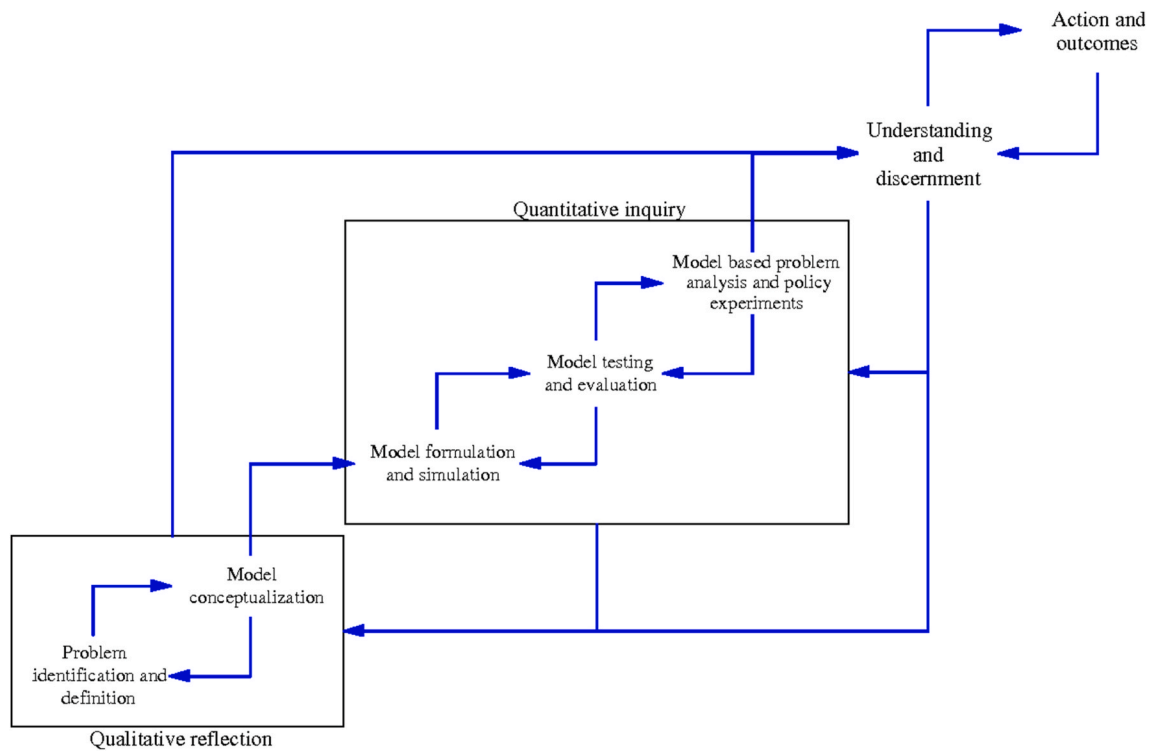 Action and
outcomes
Understanding
and
discernment
Quantitative inquiry
Model based problem
analysis and policy
experiments
Model testing
and evaluation
Model formulation
and simulation
Model
conceptualization
Problem
identification and
definition
Qualitative reflection